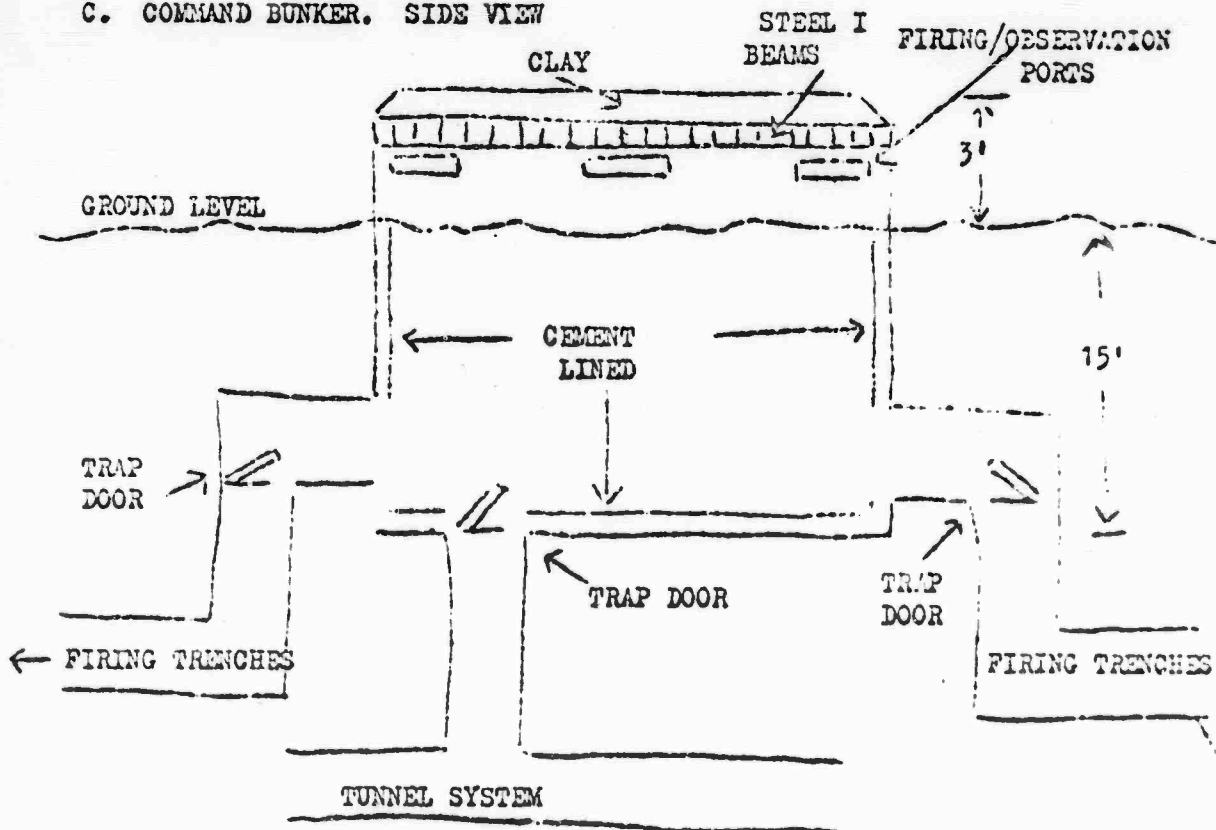 C. COMMAND BUNKER. SIDE VIEW
STEEL I
BEAMS
FIRING/OBSERVATION
PORTS
CLAY
3'
GROUND LEVEL
CEMENT
LINED
15'
TRAP
DOOR
TRAP DOOR
TRAP
DOOR
FIRING TRENCHES
FIRING TRENCHES
TUNNEL SYSTEM